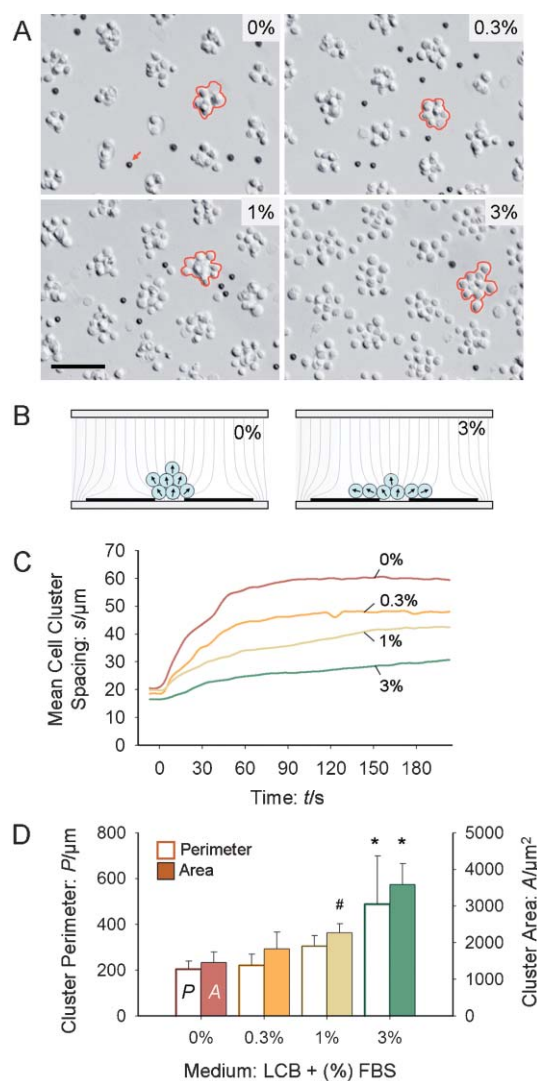 A
0%
0.3%
1%
3%
B
0%
3%
C
Mean Cell Cluster
Spacing: s/μm
70
60
50
40
30
20
10
0
0%
0.3%
1%
3%
0 30 60 90 120 150 180
Time: t/s
D
Cluster Perimeter: P/μm
800
600
400
200
0
Perimeter
Area
P
A
#
*
*
5000
4000
3000
2000
1000
0
Cluster Area: A/μm²
0% 0.3% 1% 3%
Medium: LCB + (%) FBS